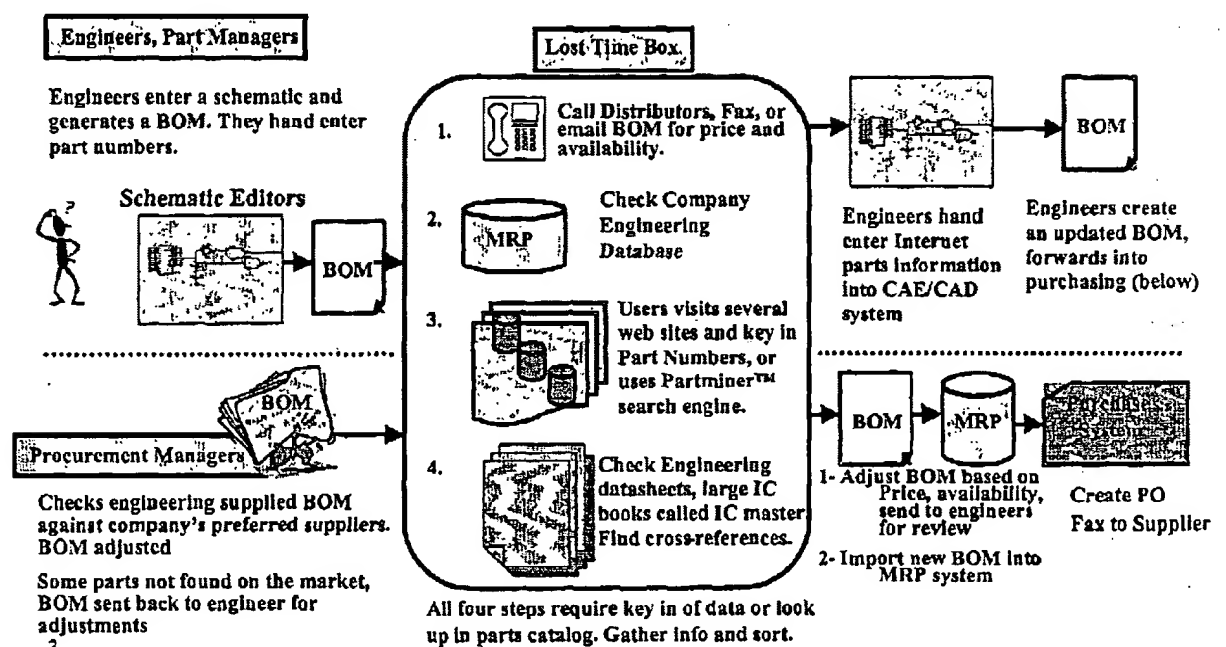 Engineers, Part Managers
Engineers enter a schematic and
generates a BOM. They hand enter
part numbers.
Schematic Editors
?
BOM
BOM
Procurement Managers
Checks engineering supplied BOM
against company's preferred suppliers.
BOM adjusted
Some parts not found on the market,
BOM sent back to engineer for
adjustments
2
Lost Time Box.
1.
Call Distributors, Fax, or
email BOM for price and
availability.
2.
MRP
Check Company
Engineering
Database
3.
Users visits several
web sites and key in
Part Numbers, or
uses Partminer™
search engine.
4.
Check Engineering
datasheets, large IC
books called IC master
Find cross-references.
All four steps require key in of data or look
up in parts catalog. Gather info and sort.
BOM
Engineers hand
enter Internet
parts information
into CAE/CAD
system
Engineers create
an updated BOM,
forwards into
purchasing (below)
BOM
MRP
Purchases
System
1- Adjust BOM based on
Price, availability,
send to engineers
for review
2- Import new BOM into
MRP system
Create PO
Fax to Supplier